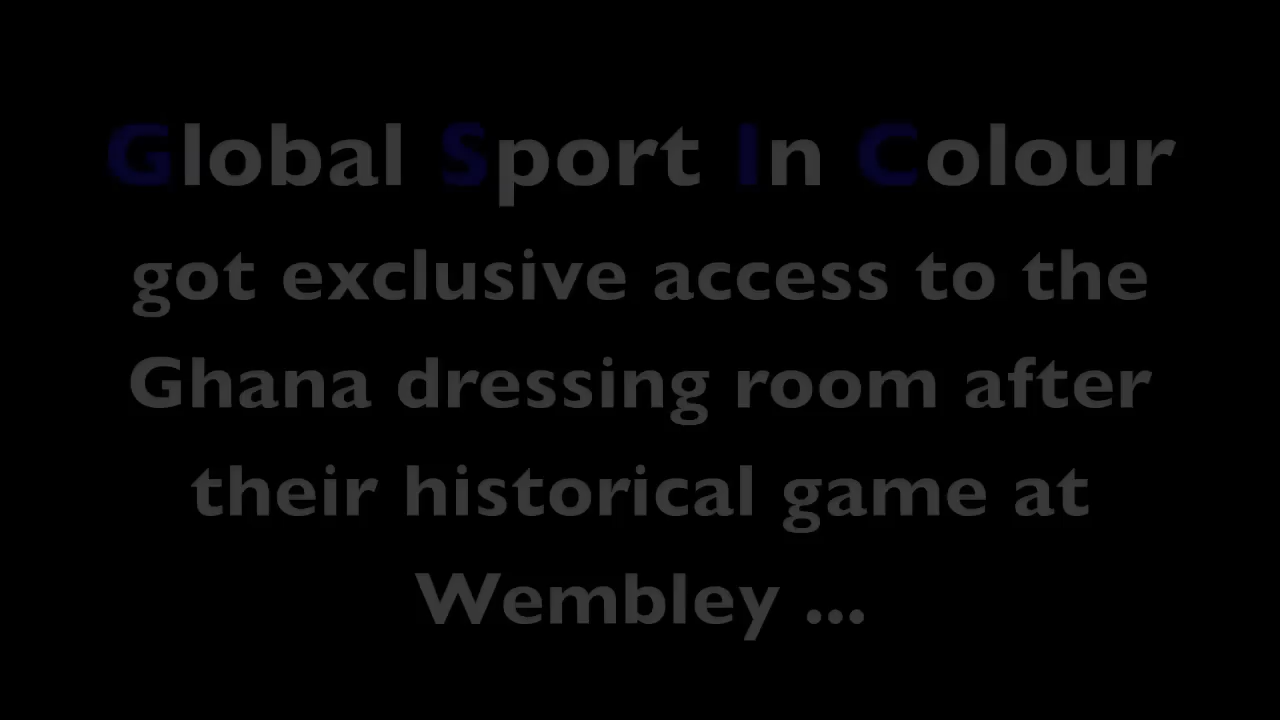 Global Sport In Colour
got exclusive access to the
Ghana dressing room after
their historical game at
Wembley ...